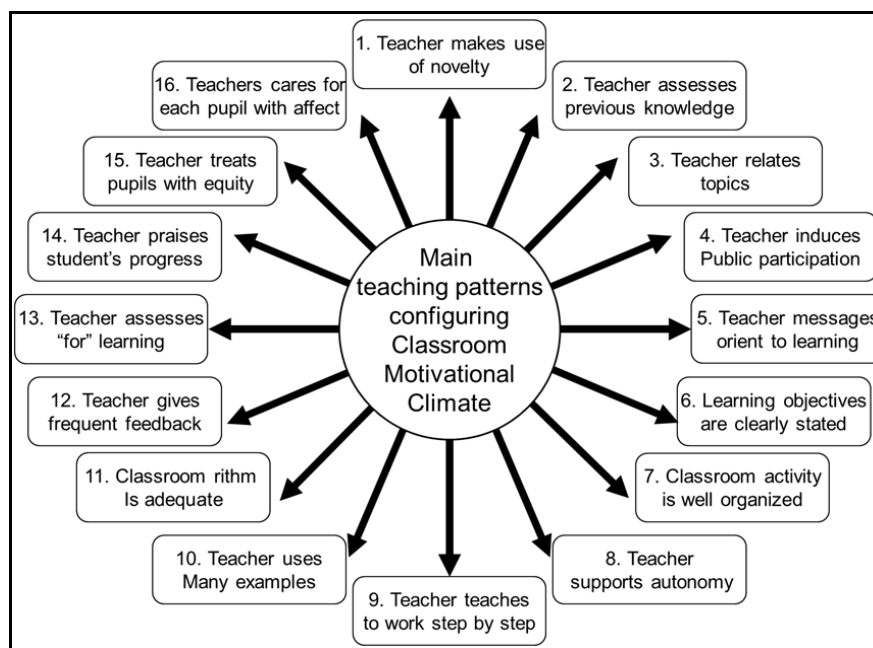 1. Teacher makes use
of novelty
2. Teacher assesses
previous knowledge
3. Teacher relates
topics
4. Teacher induces
Public participation
5. Teacher messages
orient to learning
6. Learning objectives
are clearly stated
7. Classroom activity
is well organized
8. Teacher
supports autonomy
9. Teacher teaches
to work step by step
10. Teacher uses
Many examples
11. Classroom rithm
Is adequate
12. Teacher gives
frequent feedback
13. Teacher assesses
“for” learning
14. Teacher praises
student’s progress
15. Teacher treats
pupils with equity
16. Teachers cares for
each pupil with affect
Main
teaching patterns
configuring
Classroom
Motivational
Climate